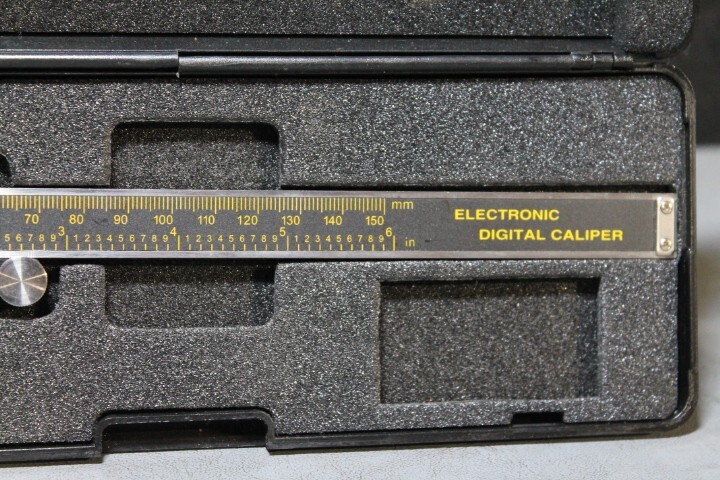 70 80 90 100 110 120 130 140 150 mm
5 6 7 8 9 3 1 2 3 4 5 6 7 8 9 4 1 2 3 4 5 6 7 8 9 5 1 2 3 4 5 6 7 8 9 6 in
ELECTRONIC
DIGITAL CALIPER